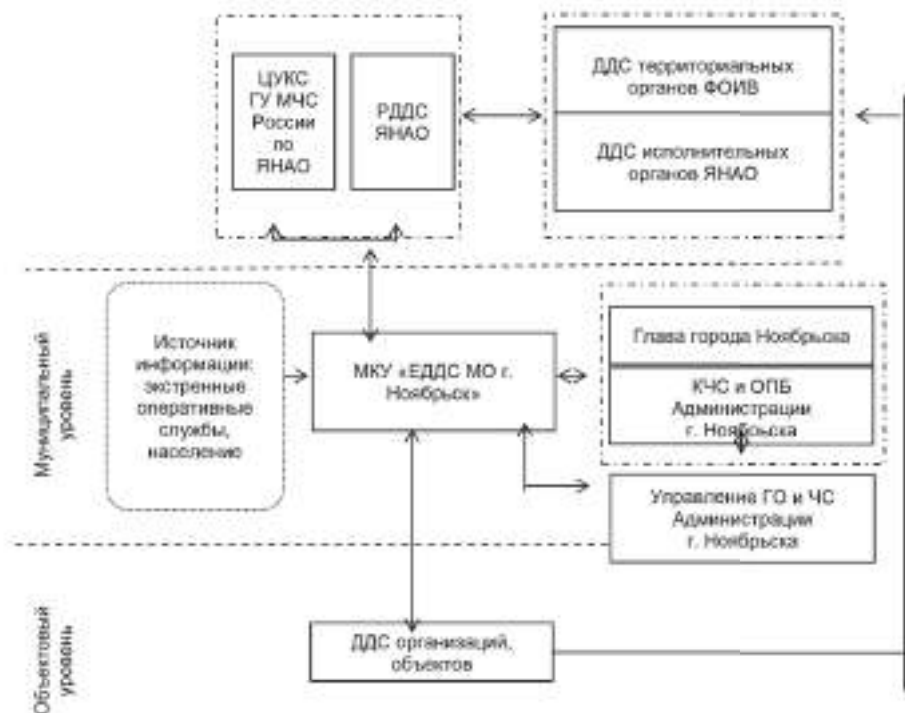 ЦУКС
ГУ МЧС
России
по
ЯНАО
РДДС
ЯНАО
ДДС территориальных
органов ФОИВ
ДДС исполнительных
органов ЯНАО
Муниципальный
уровень
Источник
информации:
экстренные
оперативные
службы,
население
МКУ «ЕДДС МО г.
Ноябрьск»
Глава города Ноябрьска
КЧС и ОПБ
Администрации
г. Ноябрьска
Управление ГО и ЧС
Администрации
г. Ноябрьска
Объектовый
уровень
ДДС организаций,
объектов